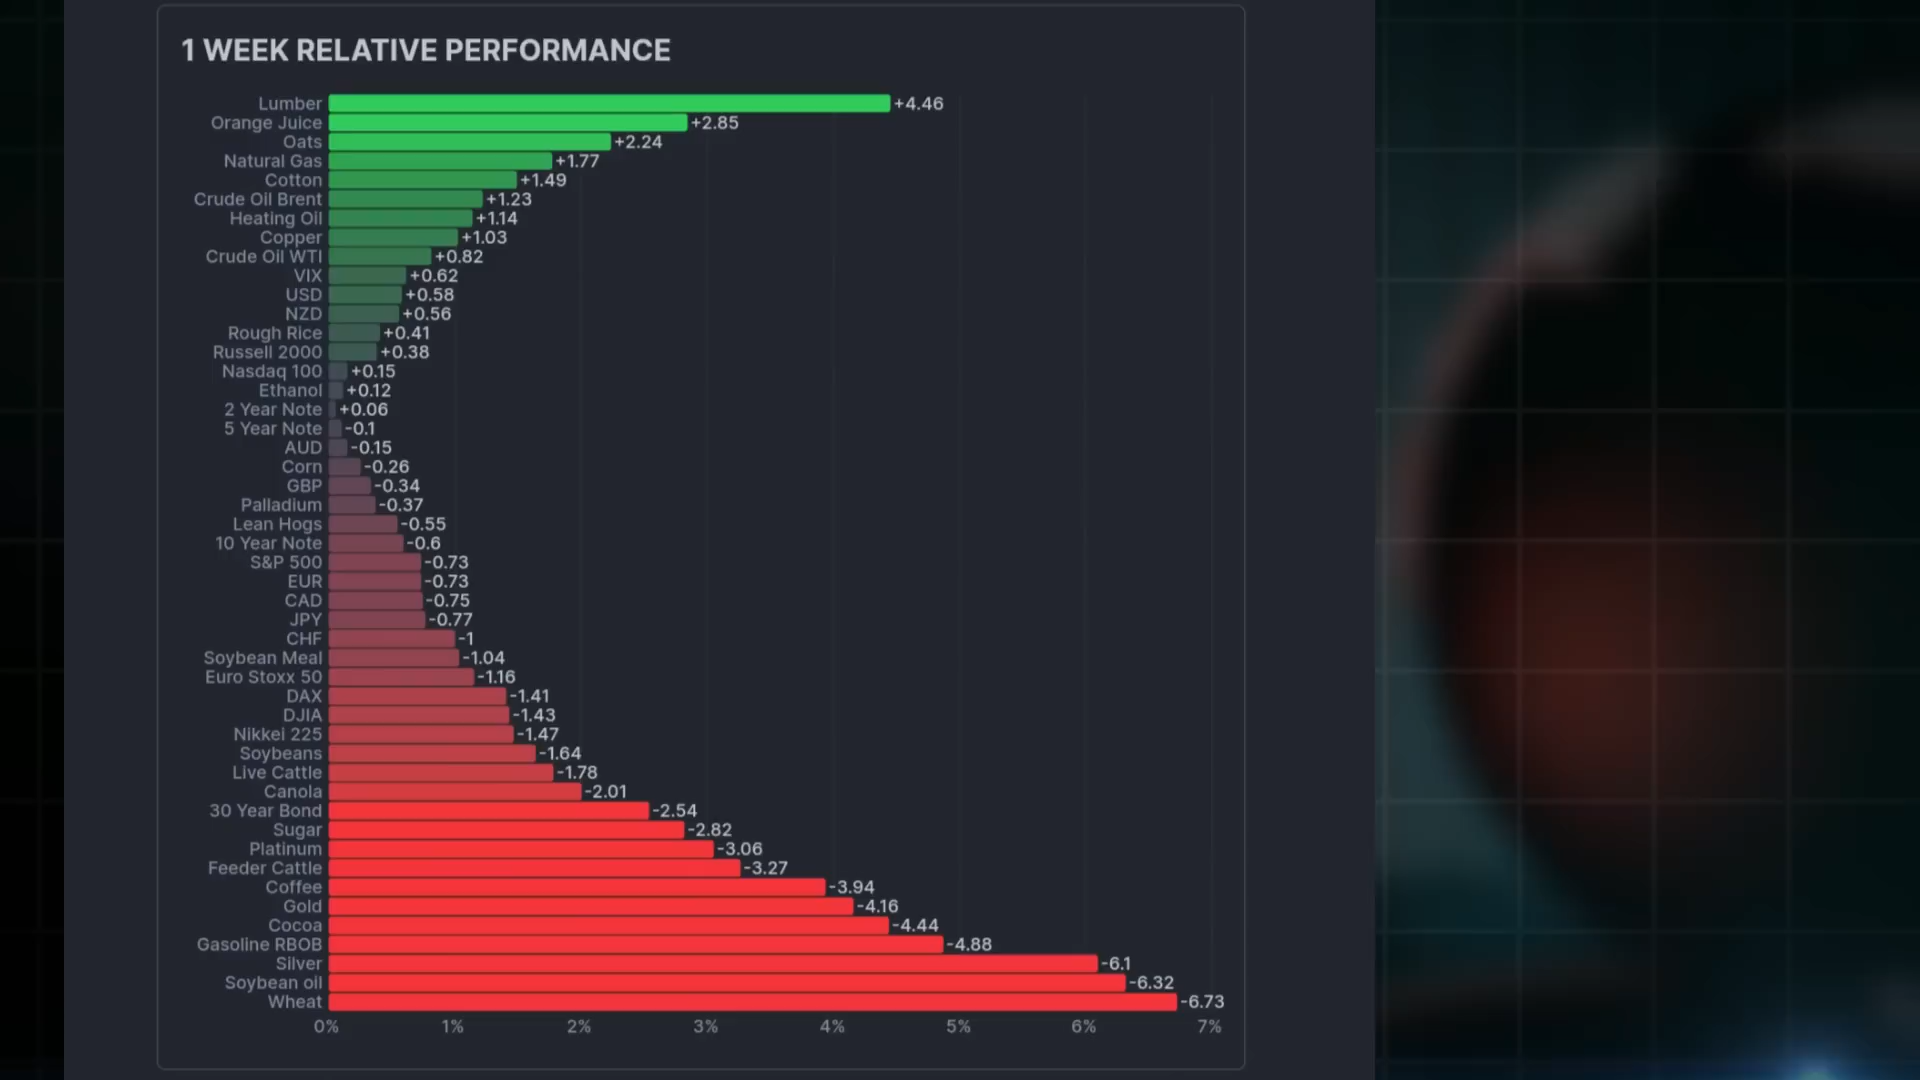 1 WEEK RELATIVE PERFORMANCE
Lumber +4.46
Orange Juice +2.85
Oats +2.24
Natural Gas +1.77
Cotton +1.49
Crude Oil Brent +1.23
Heating Oil +1.14
Copper +1.03
Crude Oil WTI +0.82
VIX +0.62
USD +0.58
NZD +0.56
Rough Rice +0.41
Russell 2000 +0.38
Nasdaq 100 +0.15
Ethanol +0.12
2 Year Note +0.06
5 Year Note -0.1
AUD -0.15
Corn -0.26
GBP -0.34
Palladium -0.37
Lean Hogs -0.55
10 Year Note -0.6
S&P 500 -0.73
EUR -0.73
CAD -0.75
JPY -0.77
CHF -1
Soybean Meal -1.04
Euro Stoxx 50 -1.16
DAX -1.41
DJIA -1.43
Nikkei 225 -1.47
Soybeans -1.64
Live Cattle -1.78
Canola -2.01
30 Year Bond -2.54
Sugar -2.82
Platinum -3.06
Feeder Cattle -3.27
Coffee -3.94
Gold -4.16
Cocoa -4.44
Gasoline RBOB -4.88
Silver -6.1
Soybean oil -6.32
Wheat -6.73
0% 1% 2% 3% 4% 5% 6% 7%